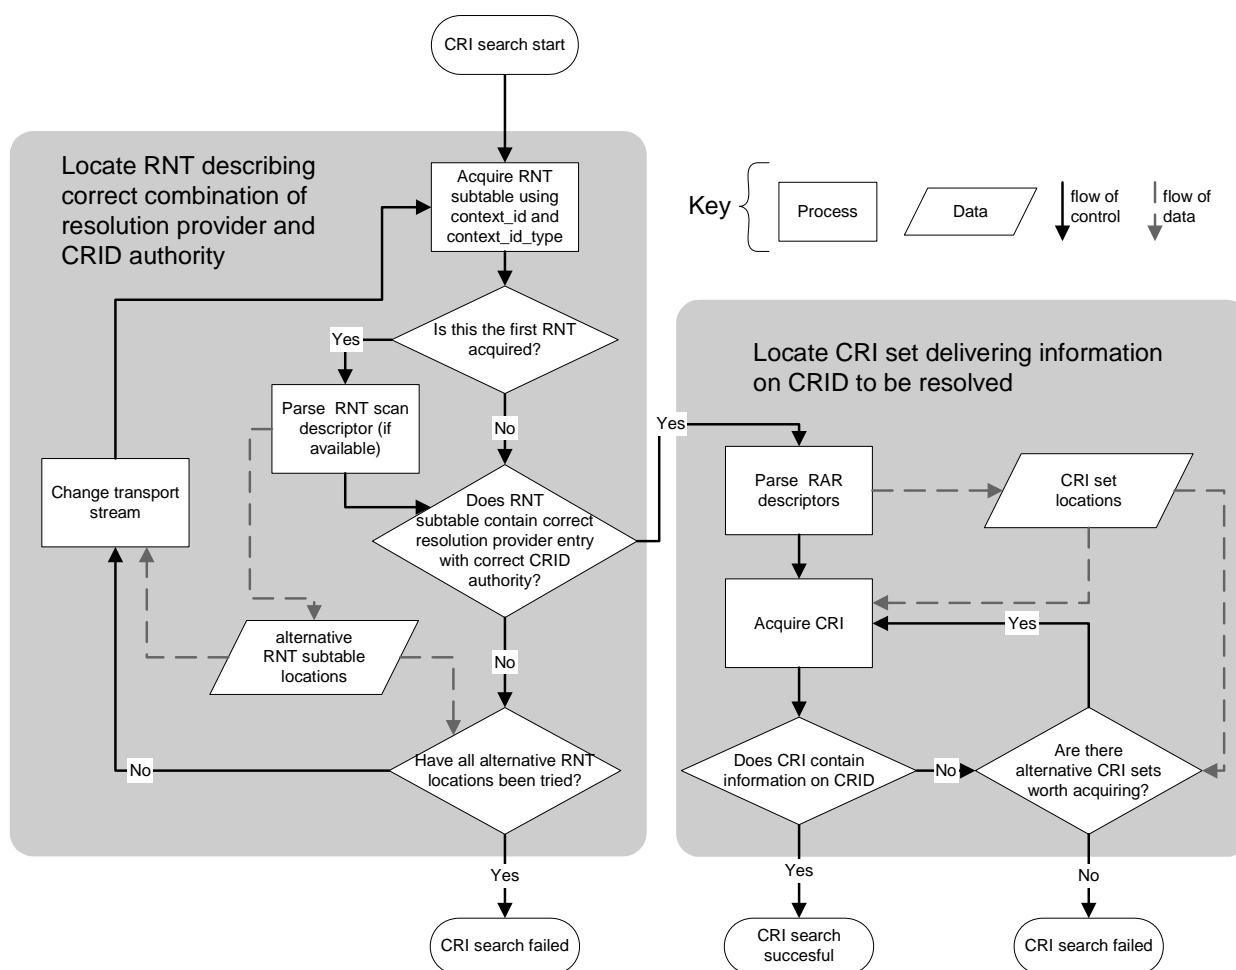 CRI search start
Locate RNT describing
correct combination of
resolution provider and
CRID authority
Acquire RNT
subtable using
context_id and
context_id_type
Key
Process
Data
flow of
control
flow of
data
Is this the first RNT
acquired?
Yes
No
Parse RNT scan
descriptor (if
available)
Change transport
stream
Does RNT
subtable contain correct
resolution provider entry
with correct CRID
authority?
Yes
No
alternative
RNT subtable
locations
Have all alternative RNT
locations been tried?
No
Yes
CRI search failed
Locate CRI set delivering information
on CRID to be resolved
Parse RAR
descriptors
CRI set
locations
Acquire CRI
Yes
Does CRI contain
information on CRID
No
Are there
alternative CRI sets
worth acquiring?
Yes
No
CRI search
succesful
CRI search failed